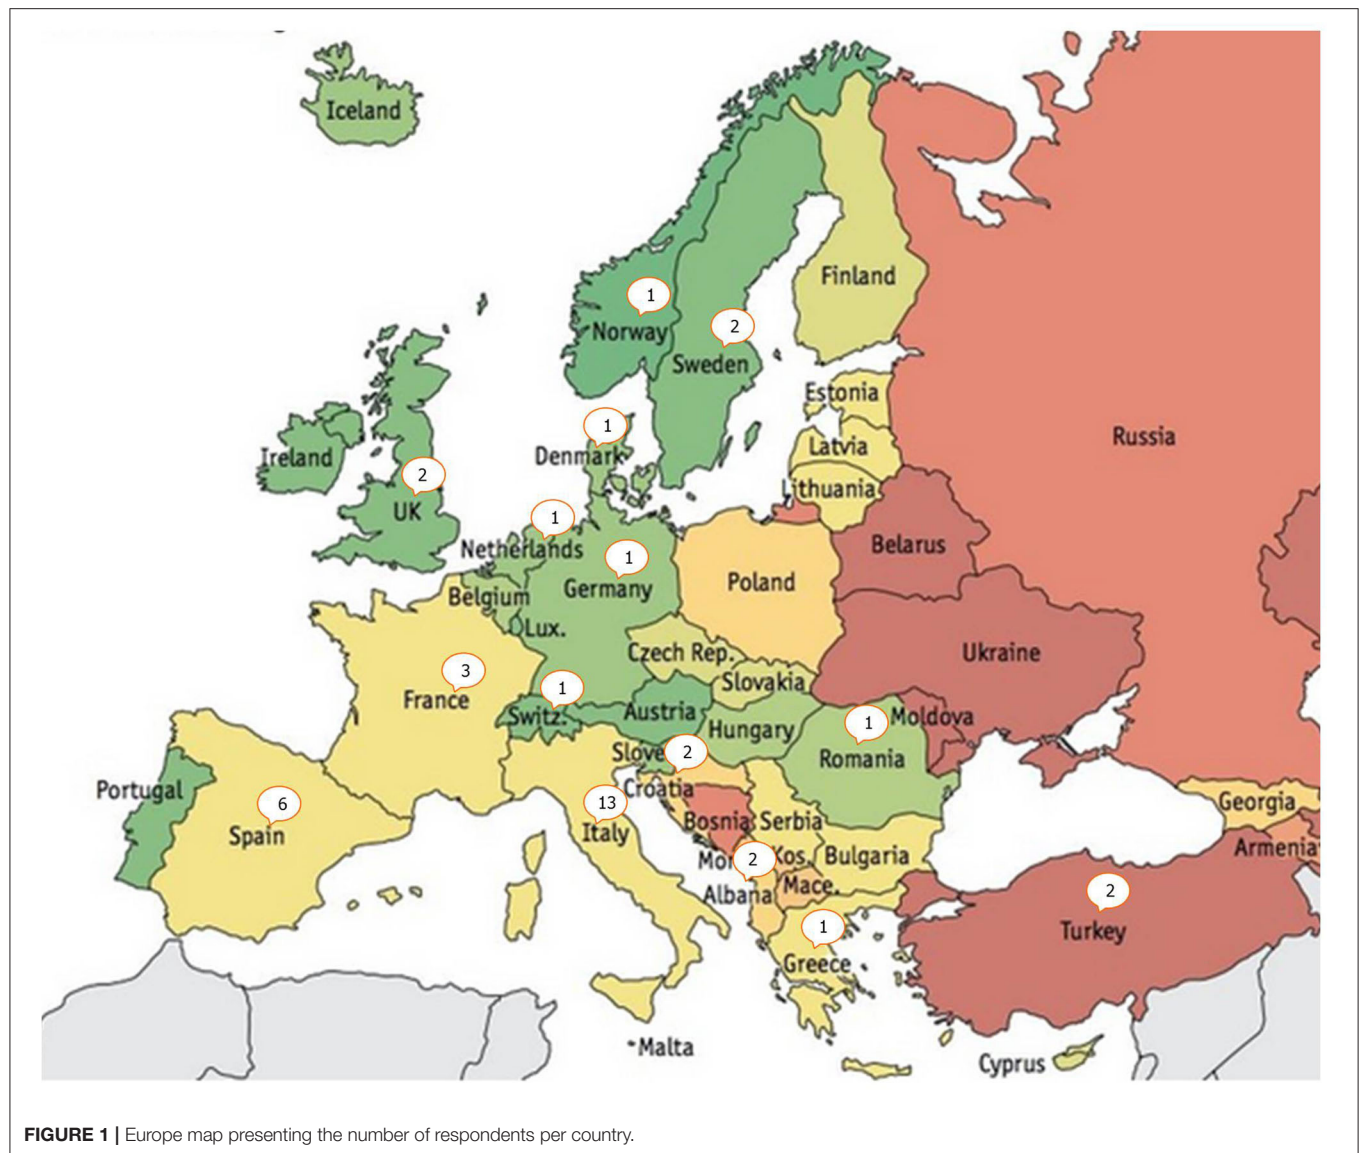 Iceland
1
Norway
2
Sweden
Finland
Estonia
Latvia
Lithuania
Russia
1
Denmark
Ireland
2
UK
1
Netherlands
1
Germany
Belgium
Lux.
Poland
Belarus
Ukraine
Czech Rep.
Slovakia
3
France
1
Switz.
Austria
Hungary
1
Moldova
Romania
Slove
2
Croatia
Portugal
6
Spain
13
Italy
Bosnia
Serbia
Mon
2
Kos.
Bulgaria
Albana
Mace.
1
Greece
Georgia
Armenia
2
Turkey
Malta
Cyprus
FIGURE 1 | Europe map presenting the number of respondents per country.